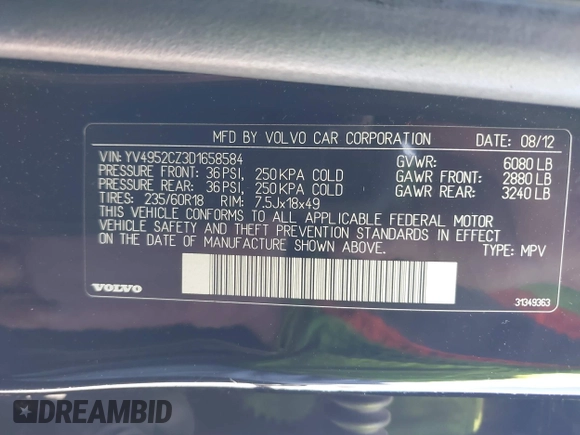 MFD BY VOLVO CAR CORPORATION DATE: 08/12
VIN: YV4952CZ3D1658584 GVWR: 6080 LB
PRESSURE FRONT: 36 PSI, 250 KPA COLD GAWR FRONT: 2880 LB
PRESSURE REAR: 36 PSI, 250 KPA COLD GAWR REAR: 3240 LB
TIRES: 235/60R18 RIM: 7.5Jx18x49
THIS VEHICLE CONFORMS TO ALL APPLICABLE FEDERAL MOTOR
VEHICLE SAFETY AND THEFT PREVENTION STANDARDS IN EFFECT
ON THE DATE OF MANUFACTURE SHOWN ABOVE. TYPE: MPV
VOLVO 31349363
DREAMBID